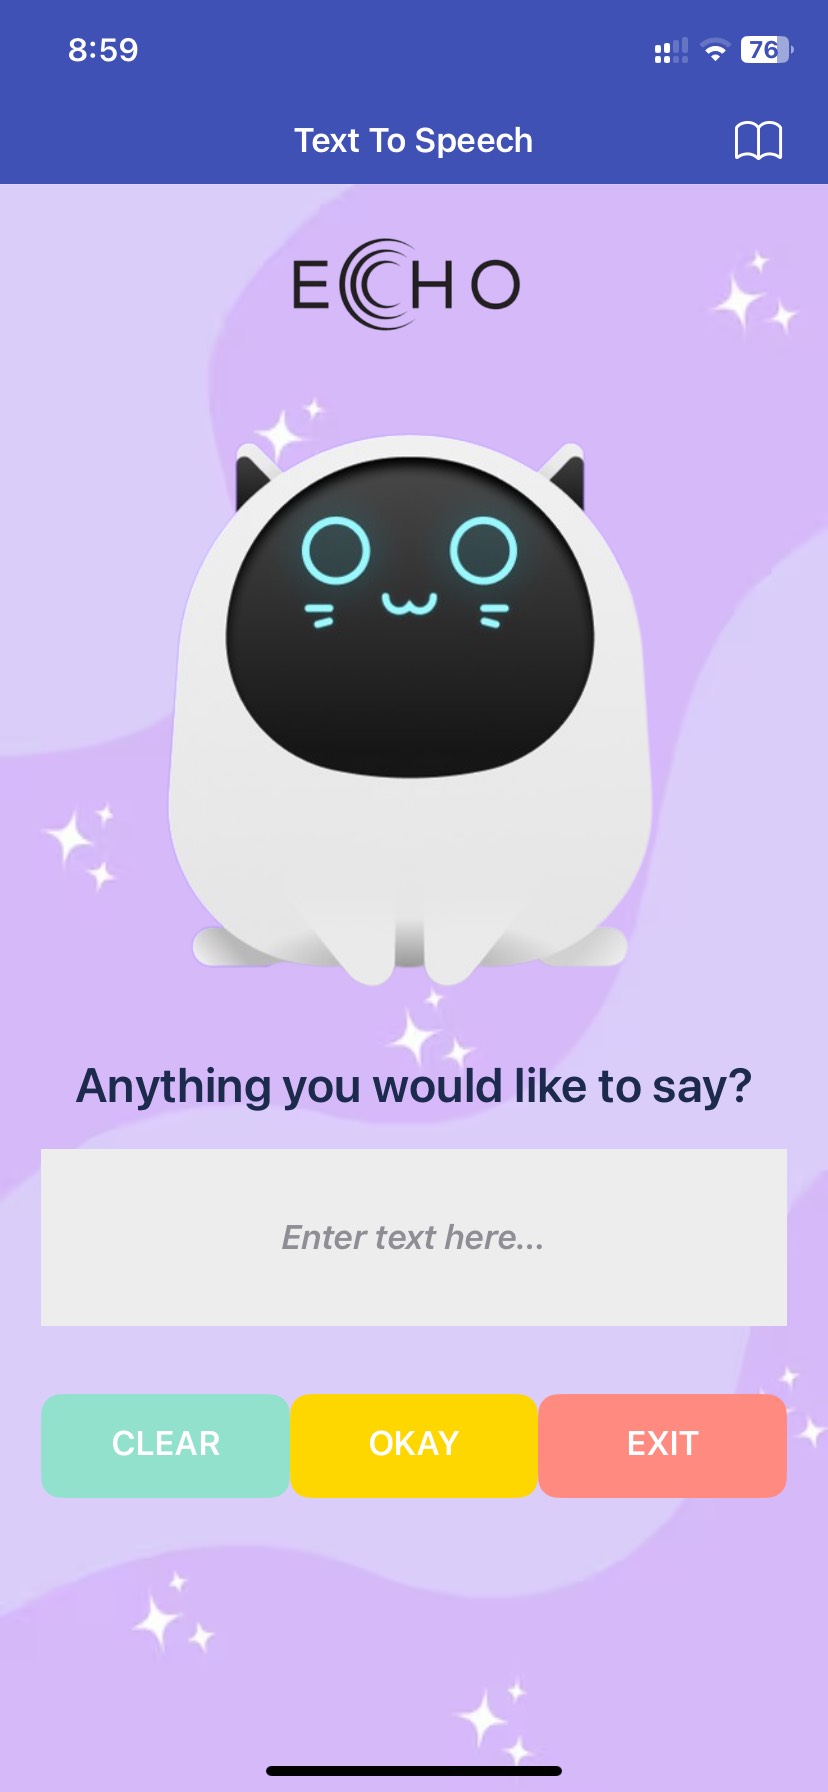 8:59
76
Text To Speech
ECHO
Anything you would like to say?
Enter text here...
CLEAR
OKAY
EXIT